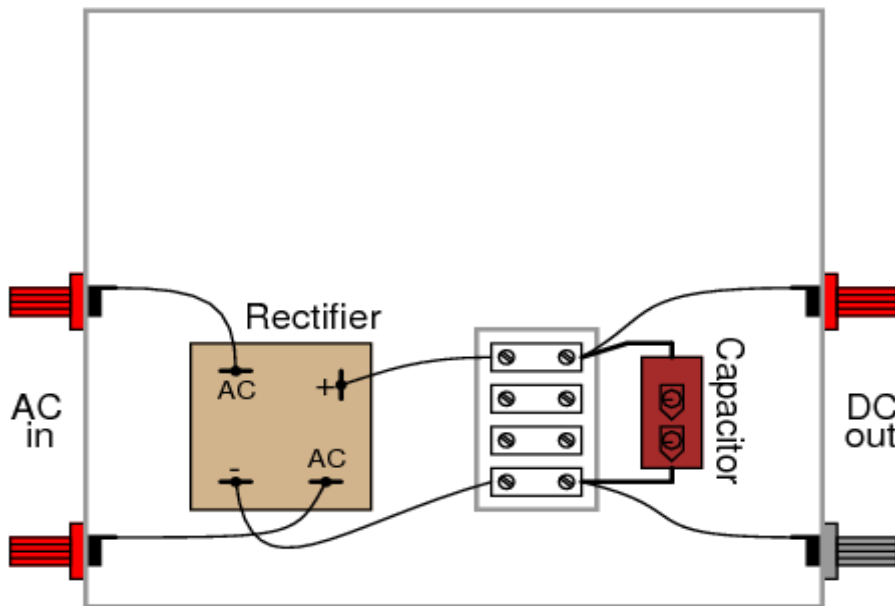 Rectifier
AC
+
-
AC
AC
in
Capacitor
DC
out